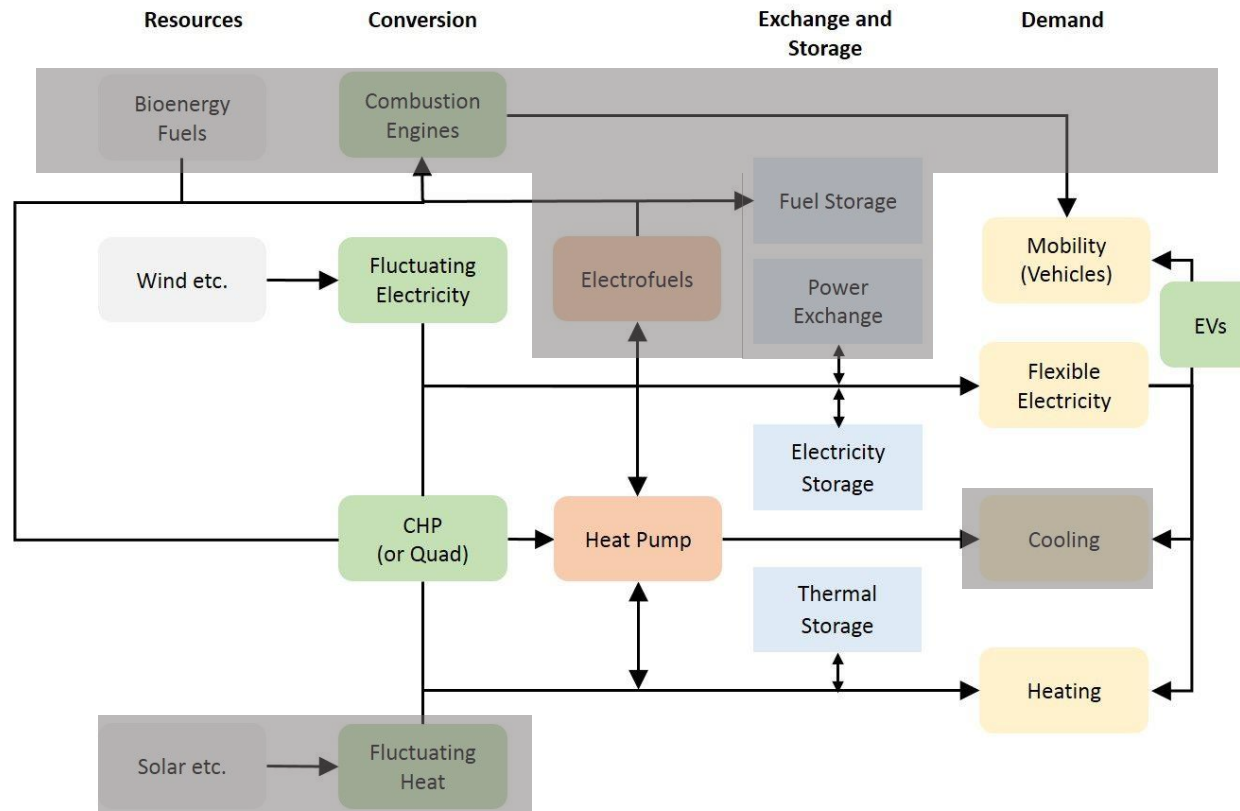 Resources
Conversion
Exchange and
Storage
Demand
Bioenergy
Fuels
Combustion
Engines
Fuel Storage
Wind etc.
Fluctuating
Electricity
Electrofuels
Power
Exchange
Mobility
(Vehicles)
EVs
Flexible
Electricity
Electricity
Storage
CHP
(or Quad)
Heat Pump
Cooling
Thermal
Storage
Heating
Solar etc.
Fluctuating
Heat